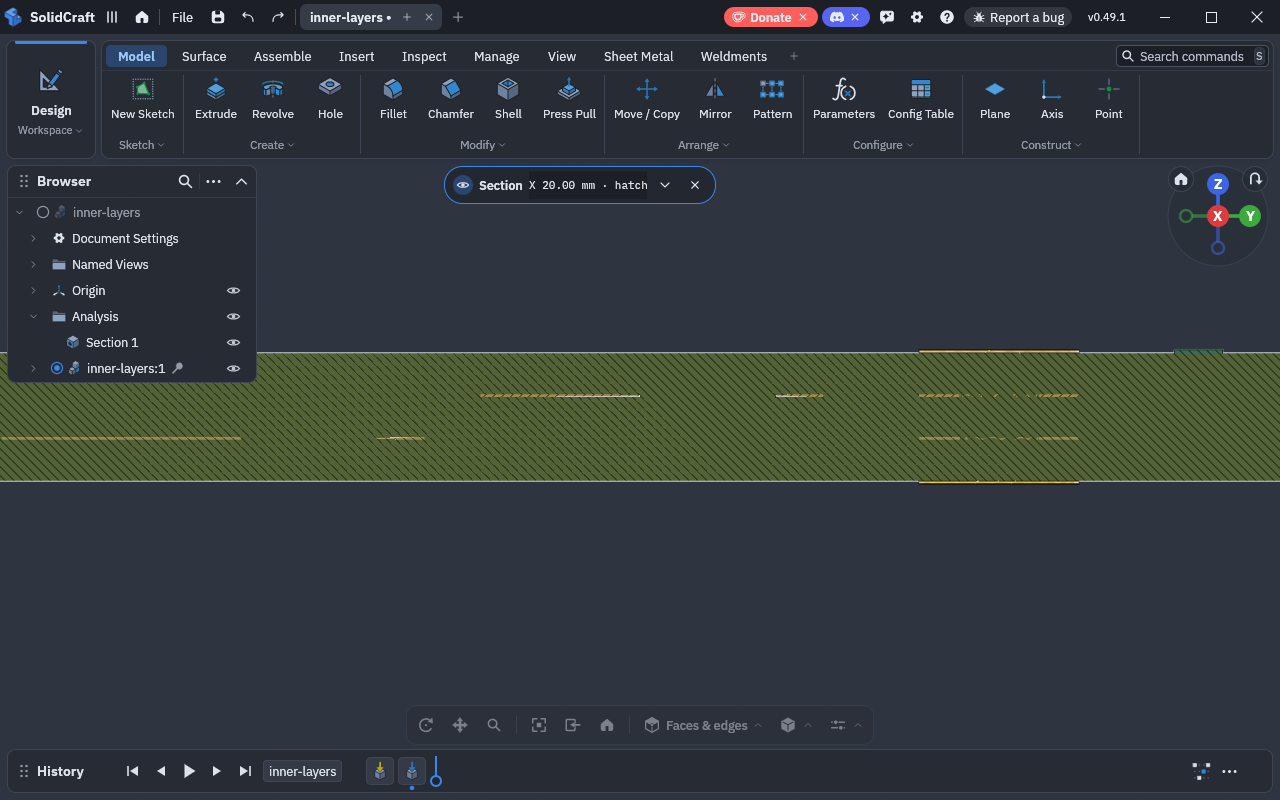 SolidCraft
File
inner-layers •
Donate
Report a bug
v0.49.1
Design
Workspace
Model
Surface
Assemble
Insert
Inspect
Manage
View
Sheet Metal
Weldments
Search commands
S
New Sketch
Extrude
Revolve
Hole
Fillet
Chamfer
Shell
Press Pull
Move / Copy
Mirror
Pattern
Parameters
Config Table
Plane
Axis
Point
Sketch
Create
Modify
Arrange
Configure
Construct
Browser
inner-layers
Document Settings
Named Views
Origin
Analysis
Section 1
inner-layers:1
Section X 20.00 mm · hatch
Z
X
Y
Faces & edges
History
inner-layers